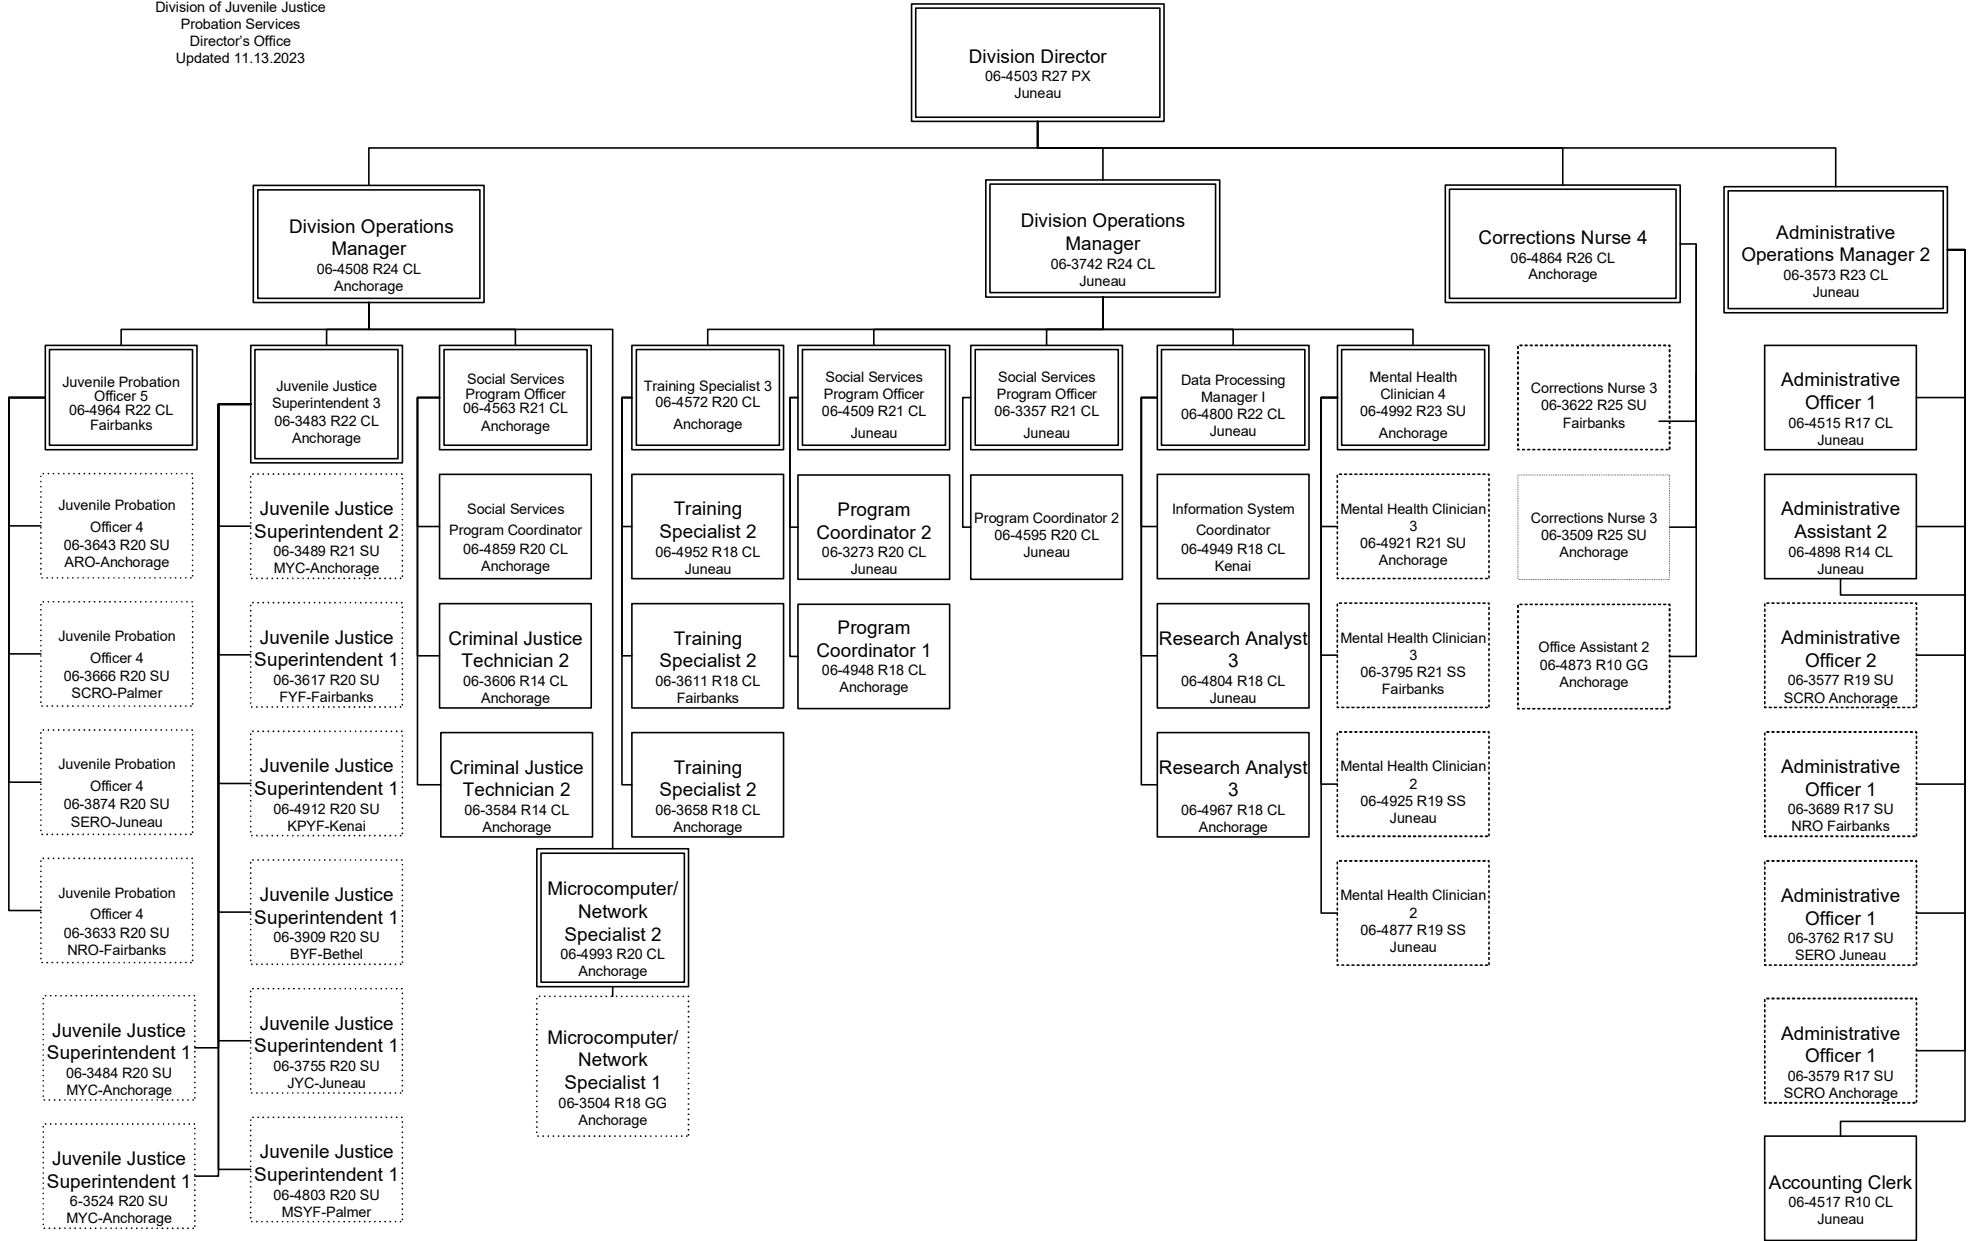 Division of Juvenile Justice
Probation Services
Director's Office
Updated 11.13.2023
Division Director
06-4503 R27 PX
Juneau
Division Operations
Manager
06-4508 R24 CL
Anchorage
Division Operations
Manager
06-3742 R24 CL
Juneau
Corrections Nurse 4
06-4864 R26 CL
Anchorage
Administrative
Operations Manager 2
06-3573 R23 CL
Juneau
Juvenile Probation
Officer 5
06-4964 R22 CL
Fairbanks
Juvenile Justice
Superintendent 3
06-3483 R22 CL
Anchorage
Social Services
Program Officer
06-4563 R21 CL
Anchorage
Training Specialist 3
06-4572 R20 CL
Anchorage
Social Services
Program Officer
06-4509 R21 CL
Juneau
Social Services
Program Officer
06-3357 R21 CL
Juneau
Data Processing
Manager I
06-4800 R22 CL
Juneau
Mental Health
Clinician 4
06-4992 R23 SU
Anchorage
Corrections Nurse 3
06-3622 R25 SU
Fairbanks
Administrative
Officer 1
06-4515 R17 CL
Juneau
Juvenile Probation
Officer 4
06-3643 R20 SU
ARO-Anchorage
Juvenile Justice
Superintendent 2
06-3489 R21 SU
MYC-Anchorage
Social Services
Program Coordinator
06-4859 R20 CL
Anchorage
Training
Specialist 2
06-4952 R18 CL
Juneau
Program
Coordinator 2
06-3273 R20 CL
Juneau
Program Coordinator 2
06-4595 R20 CL
Juneau
Information System
Coordinator
06-4949 R18 CL
Kenai
Mental Health Clinician
3
06-4921 R21 SU
Anchorage
Corrections Nurse 3
06-3509 R25 SU
Anchorage
Administrative
Assistant 2
06-4898 R14 CL
Juneau
Juvenile Probation
Officer 4
06-3666 R20 SU
SCRO-Palmer
Juvenile Justice
Superintendent 1
06-3617 R20 SU
FYF-Fairbanks
Criminal Justice
Technician 2
06-3606 R14 CL
Anchorage
Training
Specialist 2
06-3611 R18 CL
Fairbanks
Program
Coordinator 1
06-4948 R18 CL
Anchorage
Research Analyst
3
06-4804 R18 CL
Juneau
Mental Health Clinician
3
06-3795 R21 SS
Fairbanks
Office Assistant 2
06-4873 R10 GG
Anchorage
Administrative
Officer 2
06-3577 R19 SU
SCRO Anchorage
Juvenile Probation
Officer 4
06-3874 R20 SU
SERO-Juneau
Juvenile Justice
Superintendent 1
06-4912 R20 SU
KPYF-Kenai
Criminal Justice
Technician 2
06-3584 R14 CL
Anchorage
Training
Specialist 2
06-3658 R18 CL
Anchorage
Research Analyst
3
06-4967 R18 CL
Anchorage
Mental Health Clinician
2
06-4925 R19 SS
Juneau
Administrative
Officer 1
06-3689 R17 SU
NRO Fairbanks
Juvenile Probation
Officer 4
06-3633 R20 SU
NRO-Fairbanks
Juvenile Justice
Superintendent 1
06-3909 R20 SU
BYF-Bethel
Microcomputer/
Network
Specialist 2
06-4993 R20 CL
Anchorage
Mental Health Clinician
2
06-4877 R19 SS
Juneau
Administrative
Officer 1
06-3762 R17 SU
SERO Juneau
Juvenile Justice
Superintendent 1
06-3484 R20 SU
MYC-Anchorage
Juvenile Justice
Superintendent 1
06-3755 R20 SU
JYC-Juneau
Microcomputer/
Network
Specialist 1
06-3504 R18 GG
Anchorage
Administrative
Officer 1
06-3579 R17 SU
SCRO Anchorage
Juvenile Justice
Superintendent 1
6-3524 R20 SU
MYC-Anchorage
Juvenile Justice
Superintendent 1
06-4803 R20 SU
MSYF-Palmer
Accounting Clerk
06-4517 R10 CL
Juneau